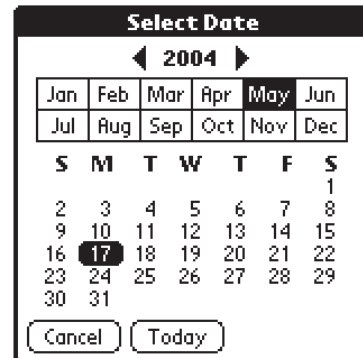 Select Date
2004
Jan Feb Mar Apr May Jun
Jul Aug Sep Oct Nov Dec
S M T W T F S
1
2 3 4 5 6 7 8
9 10 11 12 13 14 15
16 17 18 19 20 21 22
23 24 25 26 27 28 29
30 31
Cancel Today